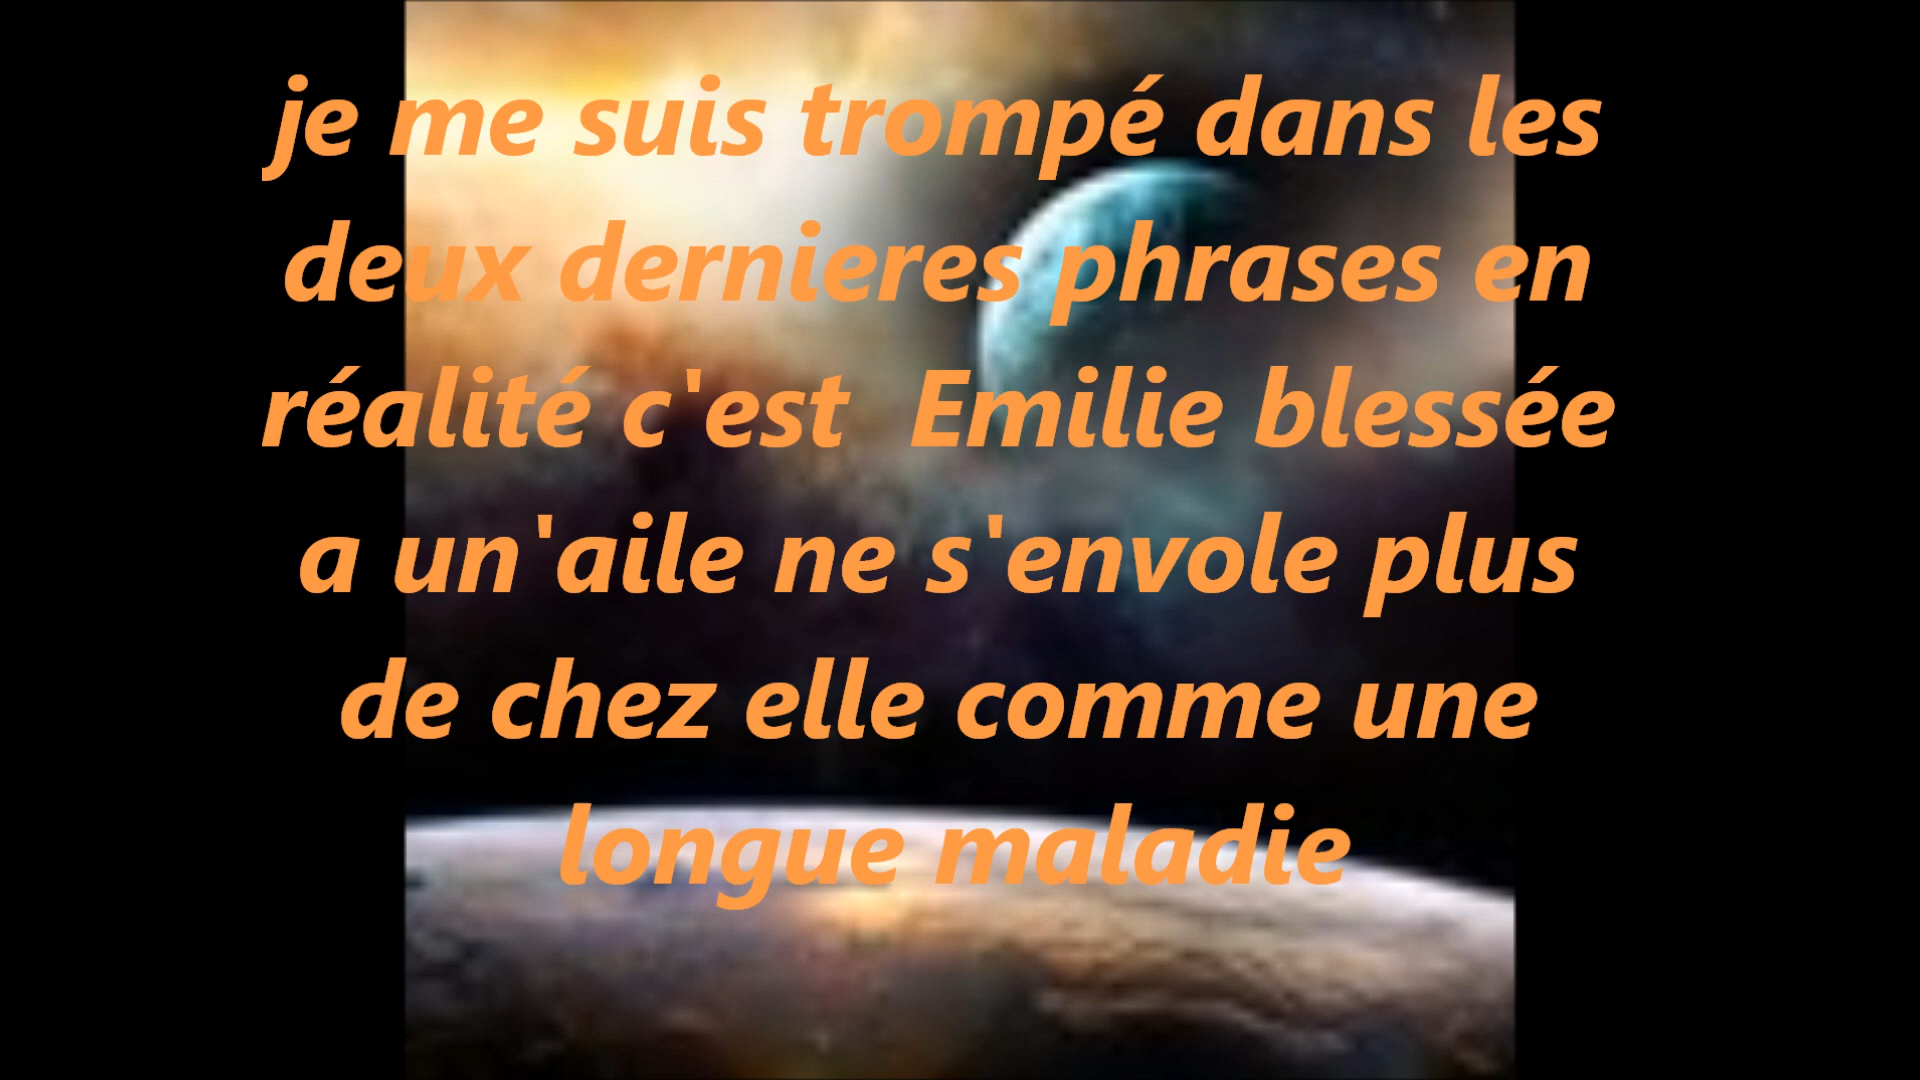 je me suis trompé dans les
deux dernieres phrases en
réalité c'est  Emilie blessée
a un'aile ne s'envole plus
de chez elle comme une
longue maladie